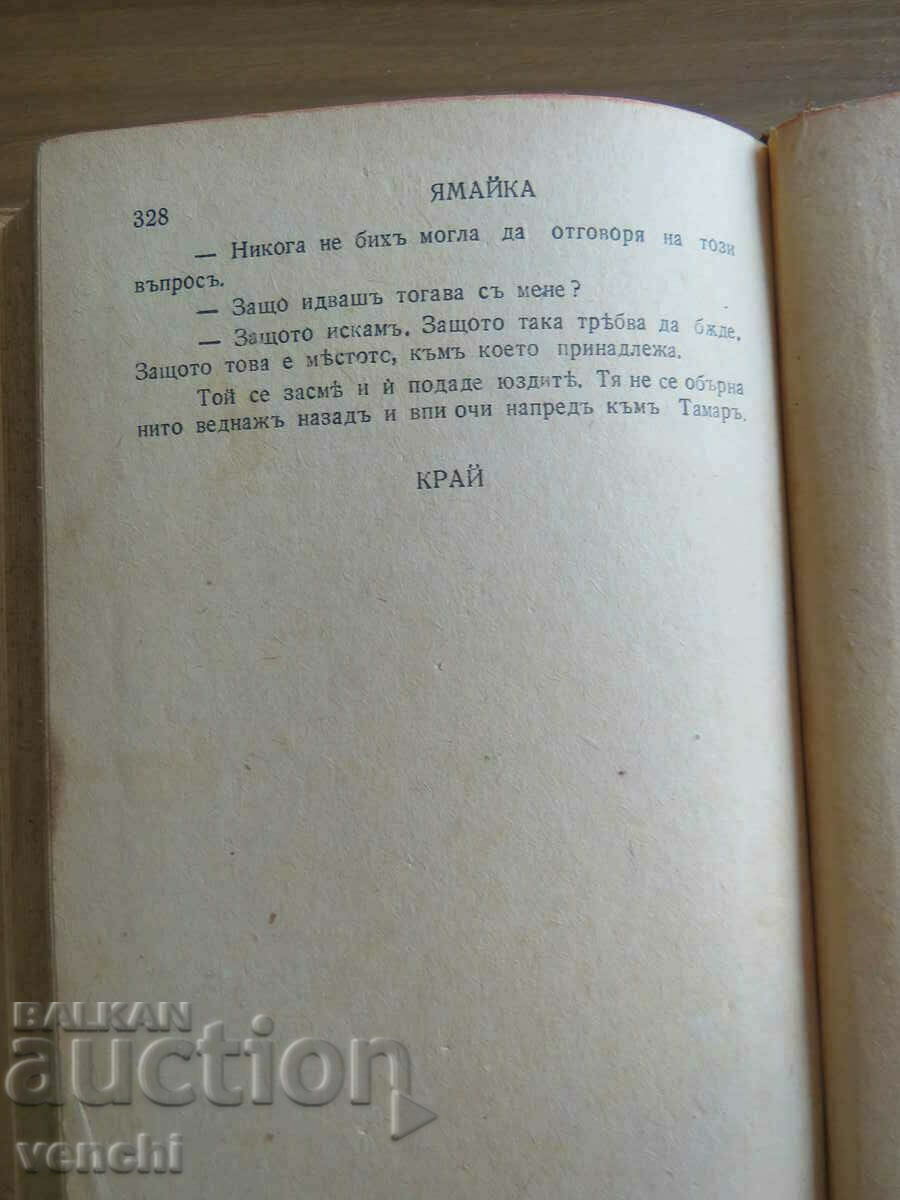 328
ЯМАЙКА
— Никога не бихъ могла да отговоря на този
въпросъ.
— Защо идвашъ тогава съ мене?
— Защото искамъ. Защото така трѣбва да бѫде.
Защото това е мѣстотс, къмъ което принадлежа.
Той се засмѣ и ѝ подаде юздитѣ. Тя не се обърна
нито веднажъ назадъ и впи очи напредъ къмъ Тамаръ.
КРАЙ
BALKAN
auction
venchi